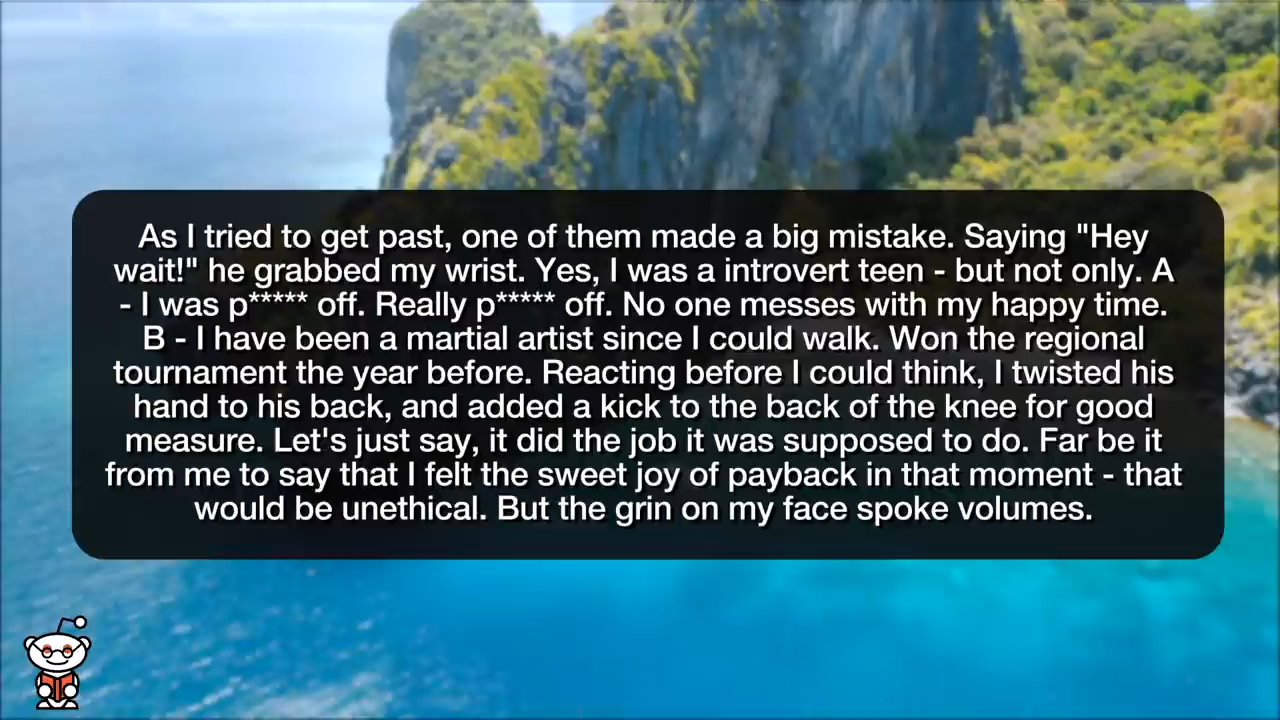 As I tried to get past, one of them made a big mistake. Saying "Hey
wait!" he grabbed my wrist. Yes, I was a introvert teen - but not only. A
- I was p***** off. Really p***** off. No one messes with my happy time.
B - I have been a martial artist since I could walk. Won the regional
tournament the year before. Reacting before I could think, I twisted his
hand to his back, and added a kick to the back of the knee for good
measure. Let's just say, it did the job it was supposed to do. Far be it
from me to say that I felt the sweet joy of payback in that moment - that
would be unethical. But the grin on my face spoke volumes.